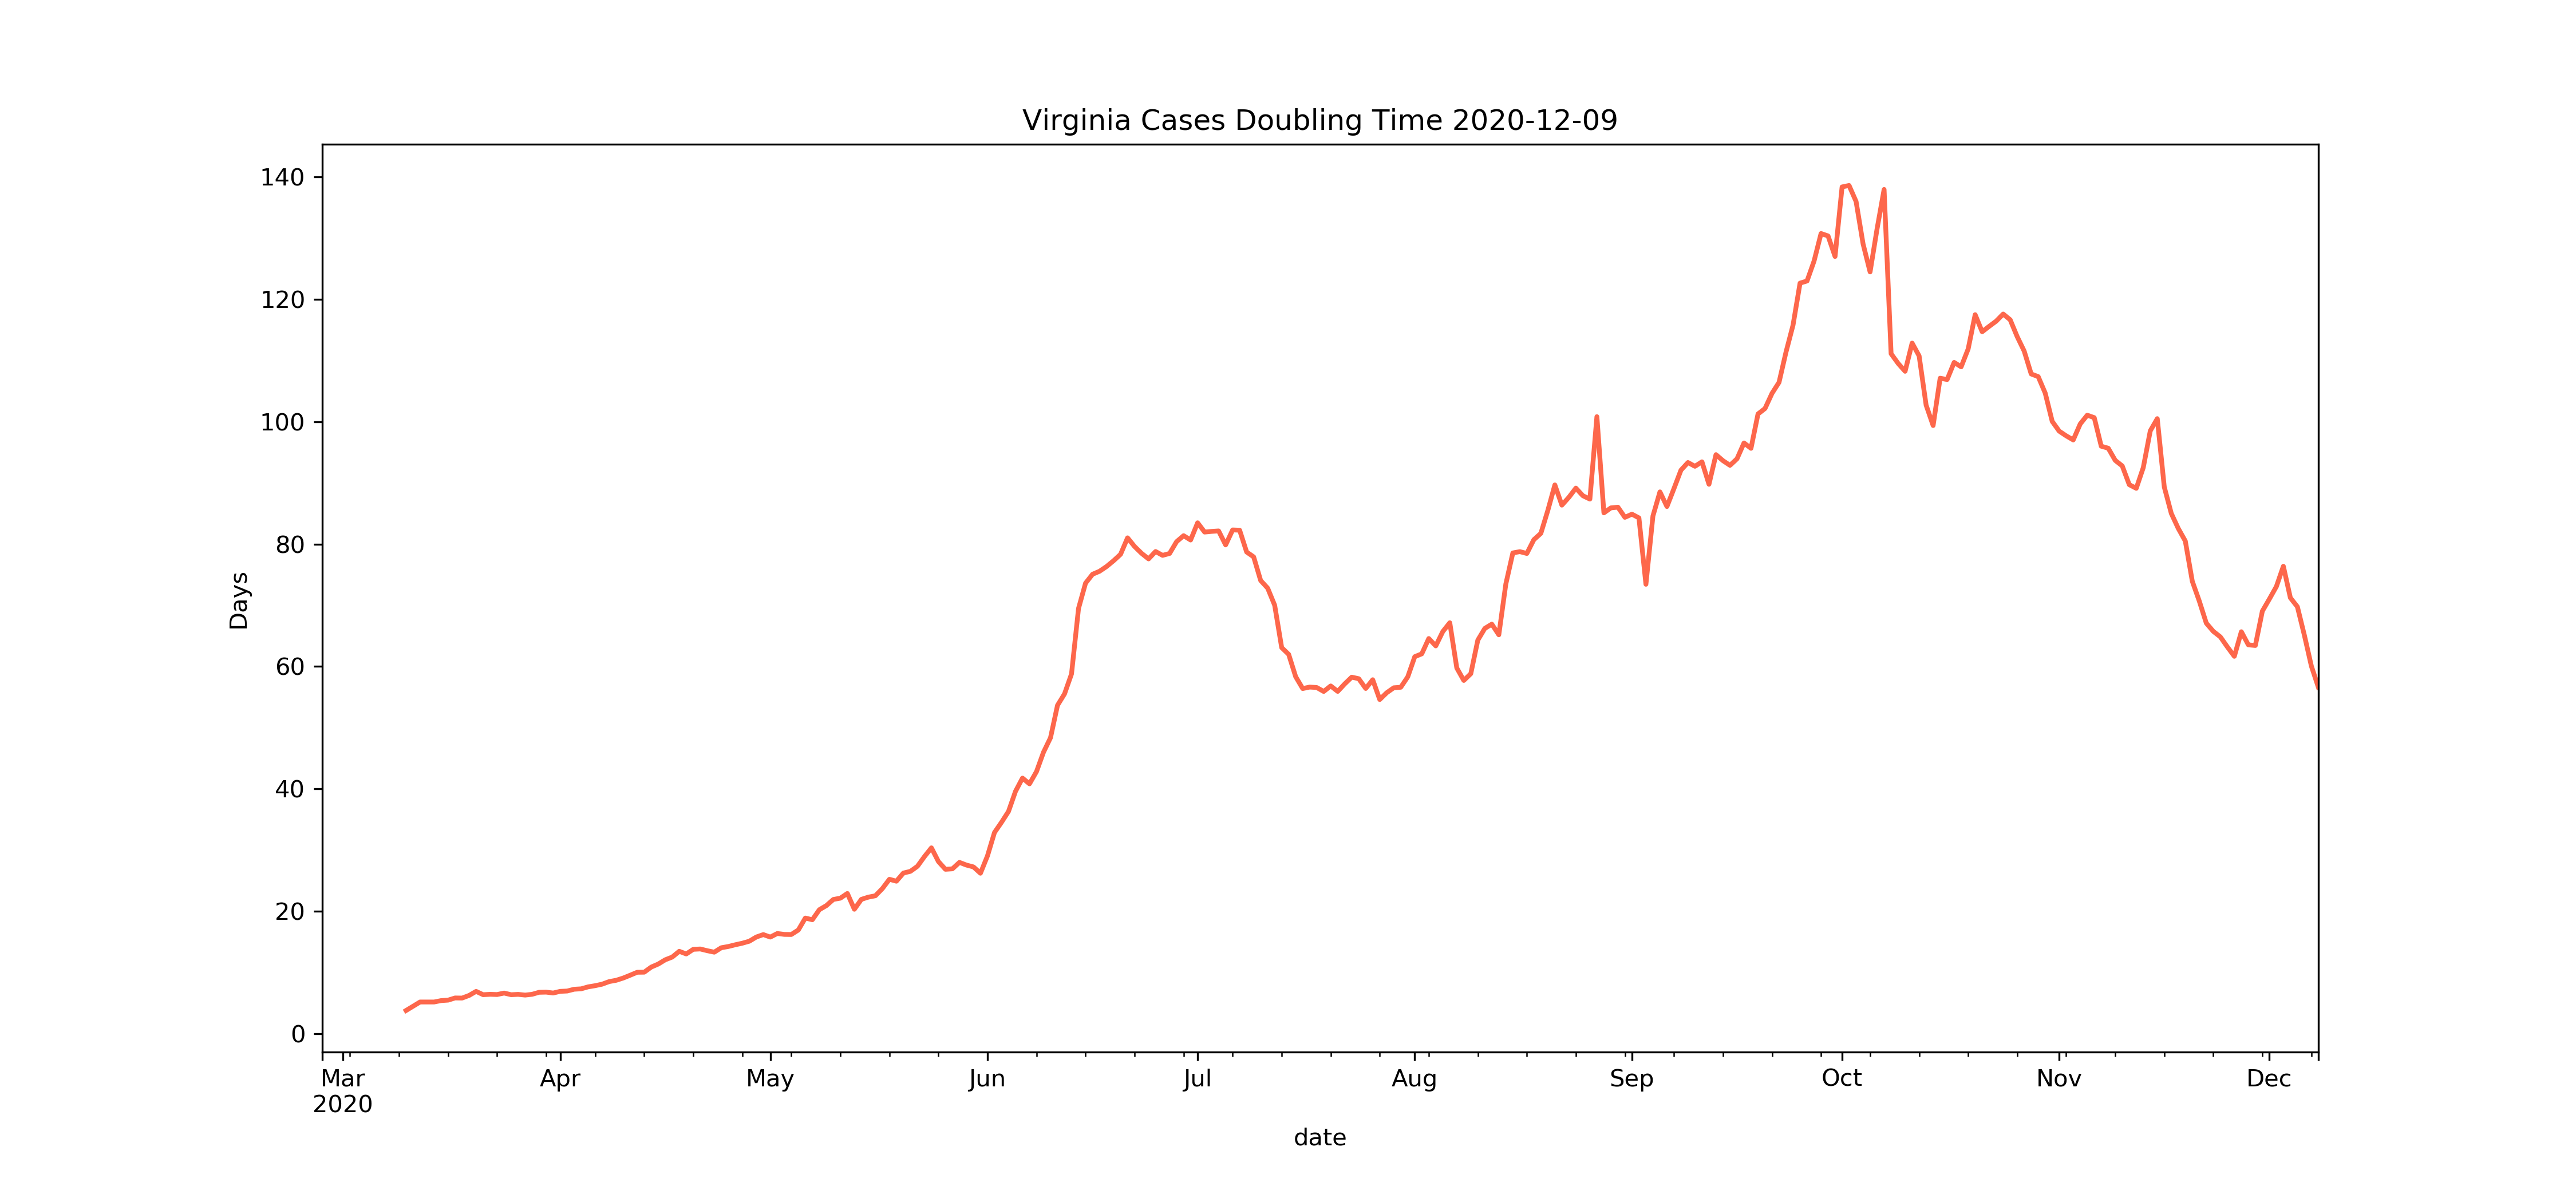 Virginia Cases Doubling Time 2020-12-09
140
120
100
80
60
40
20
0
Days
Mar Apr May Jun Jul Aug Sep Oct Nov Dec
2020
date